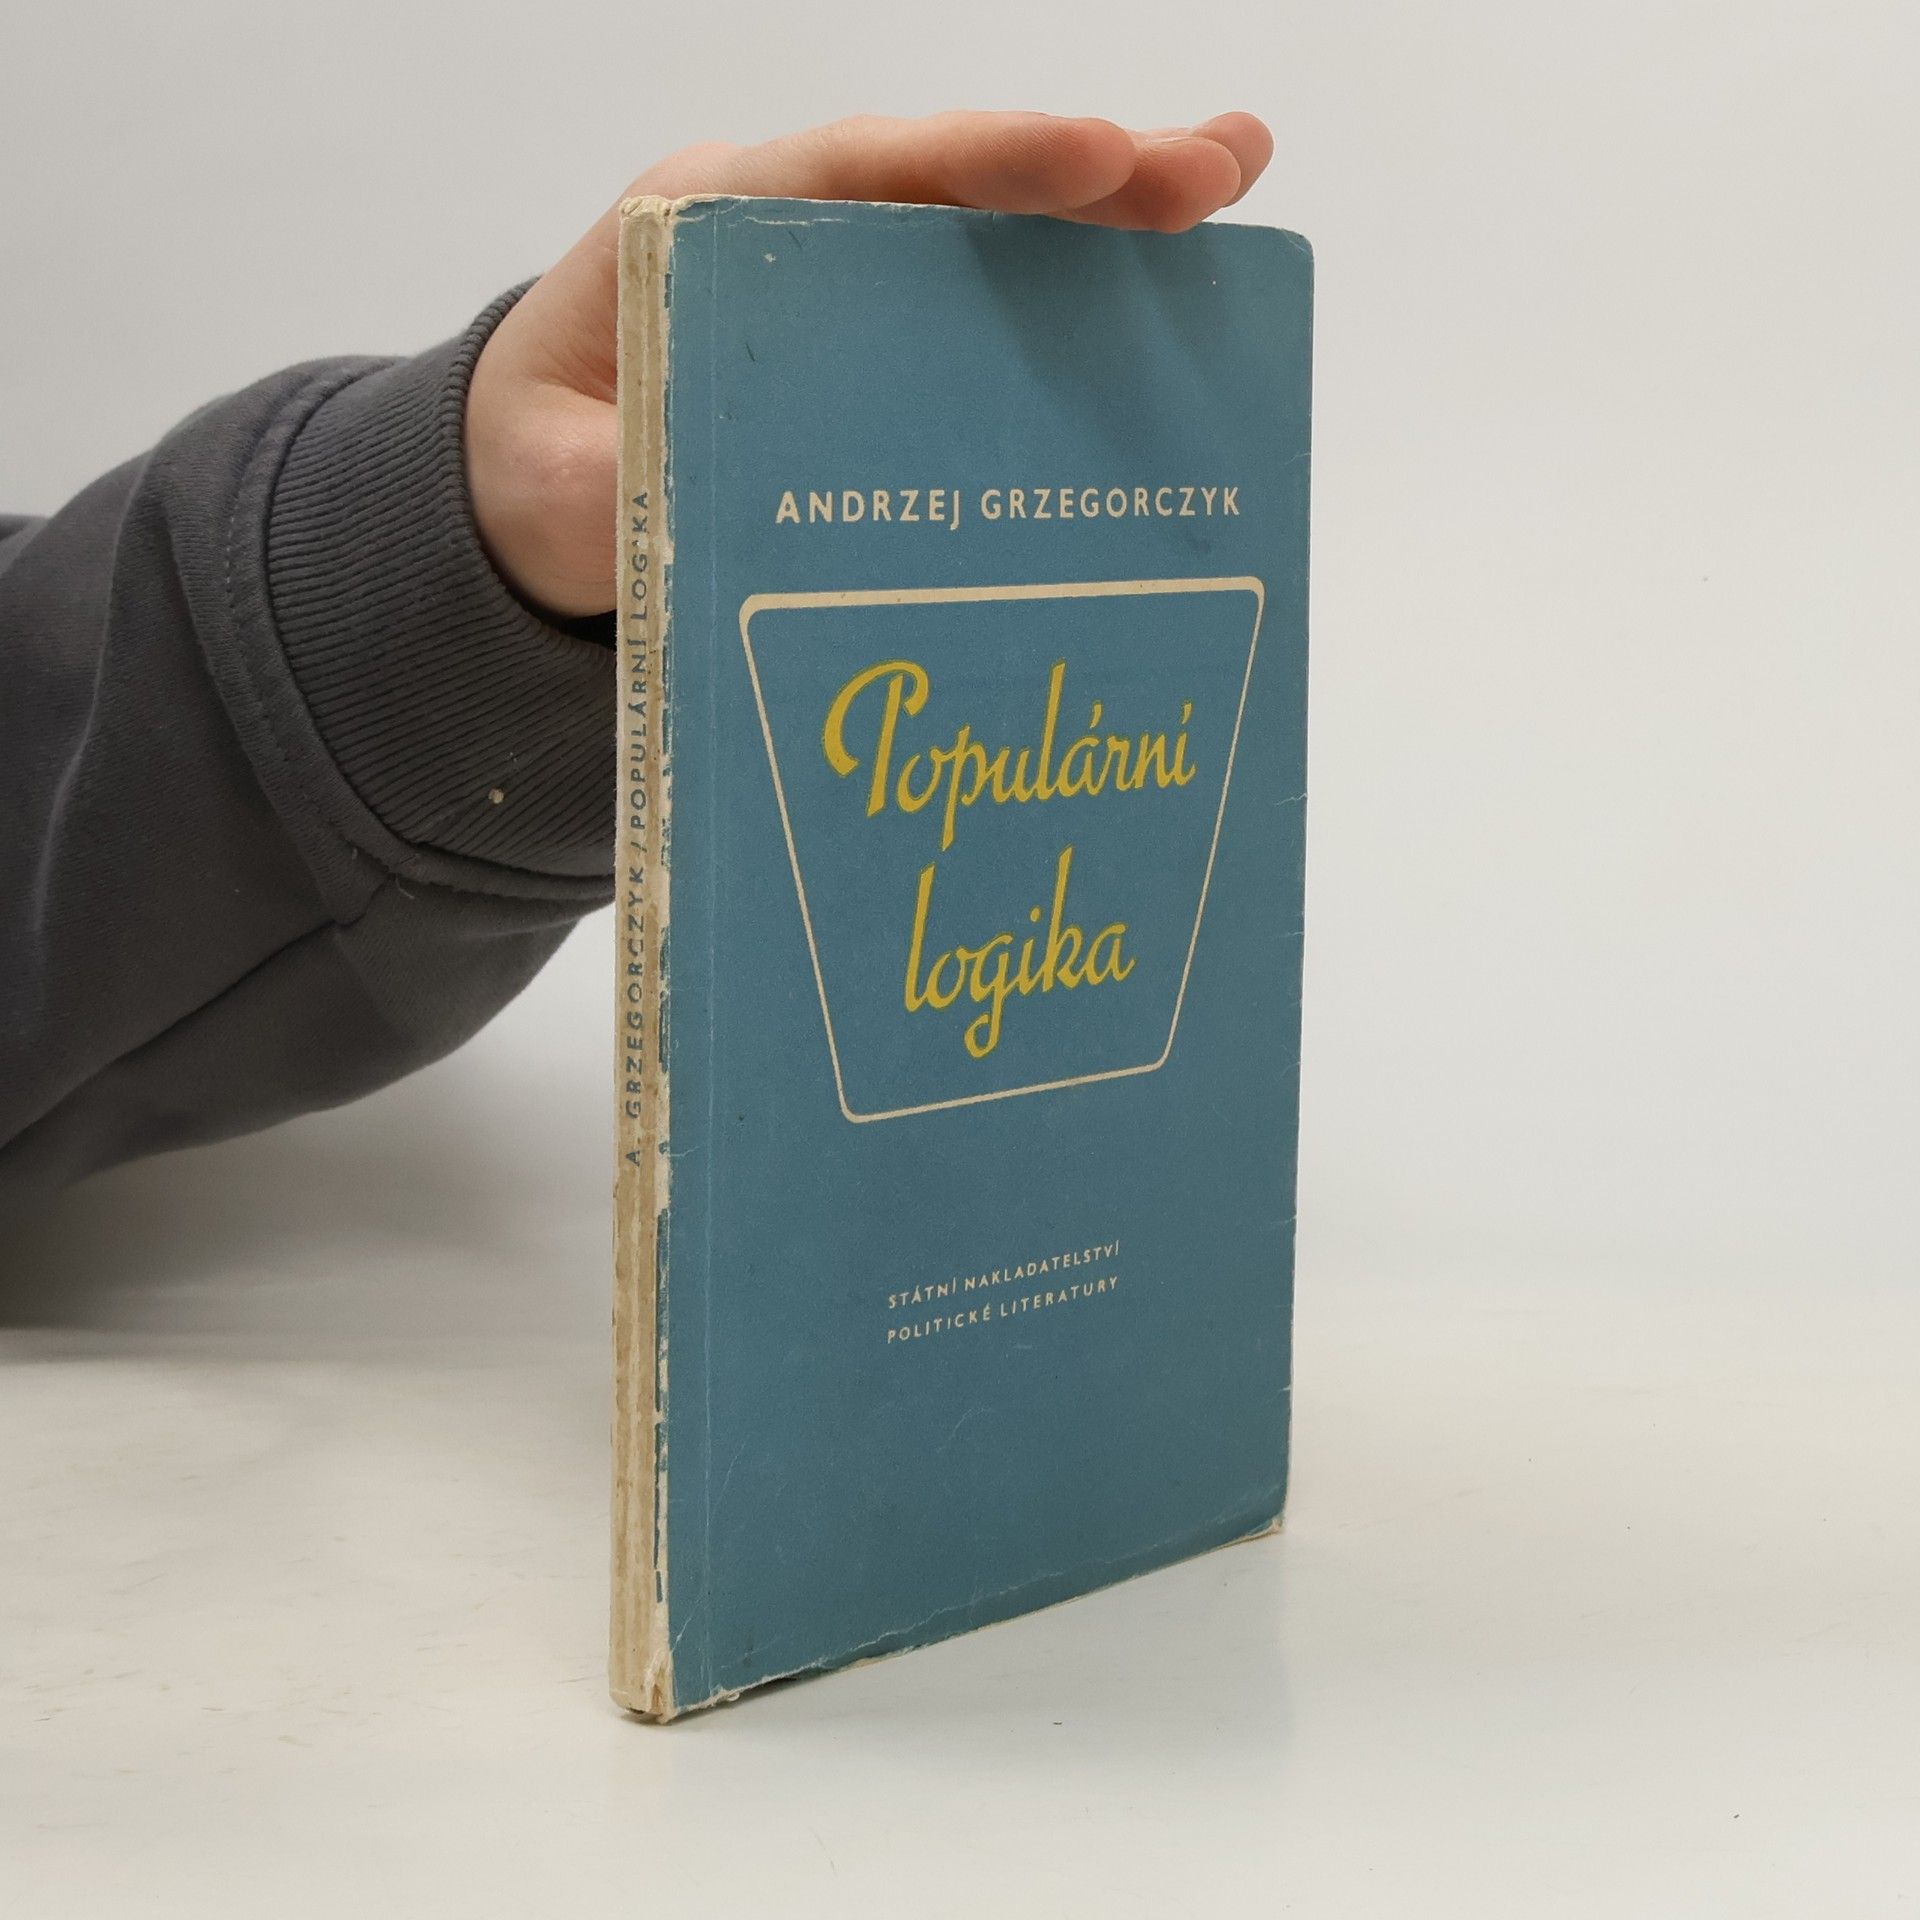 A. GRZEGORCZYK / POPULÁRNÍ LOGIKA
ANDRZEJ GRZEGORCZYK
Populární
logika
STÁTNÍ NAKLADATELSTVÍ
POLITICKÉ LITERATURY